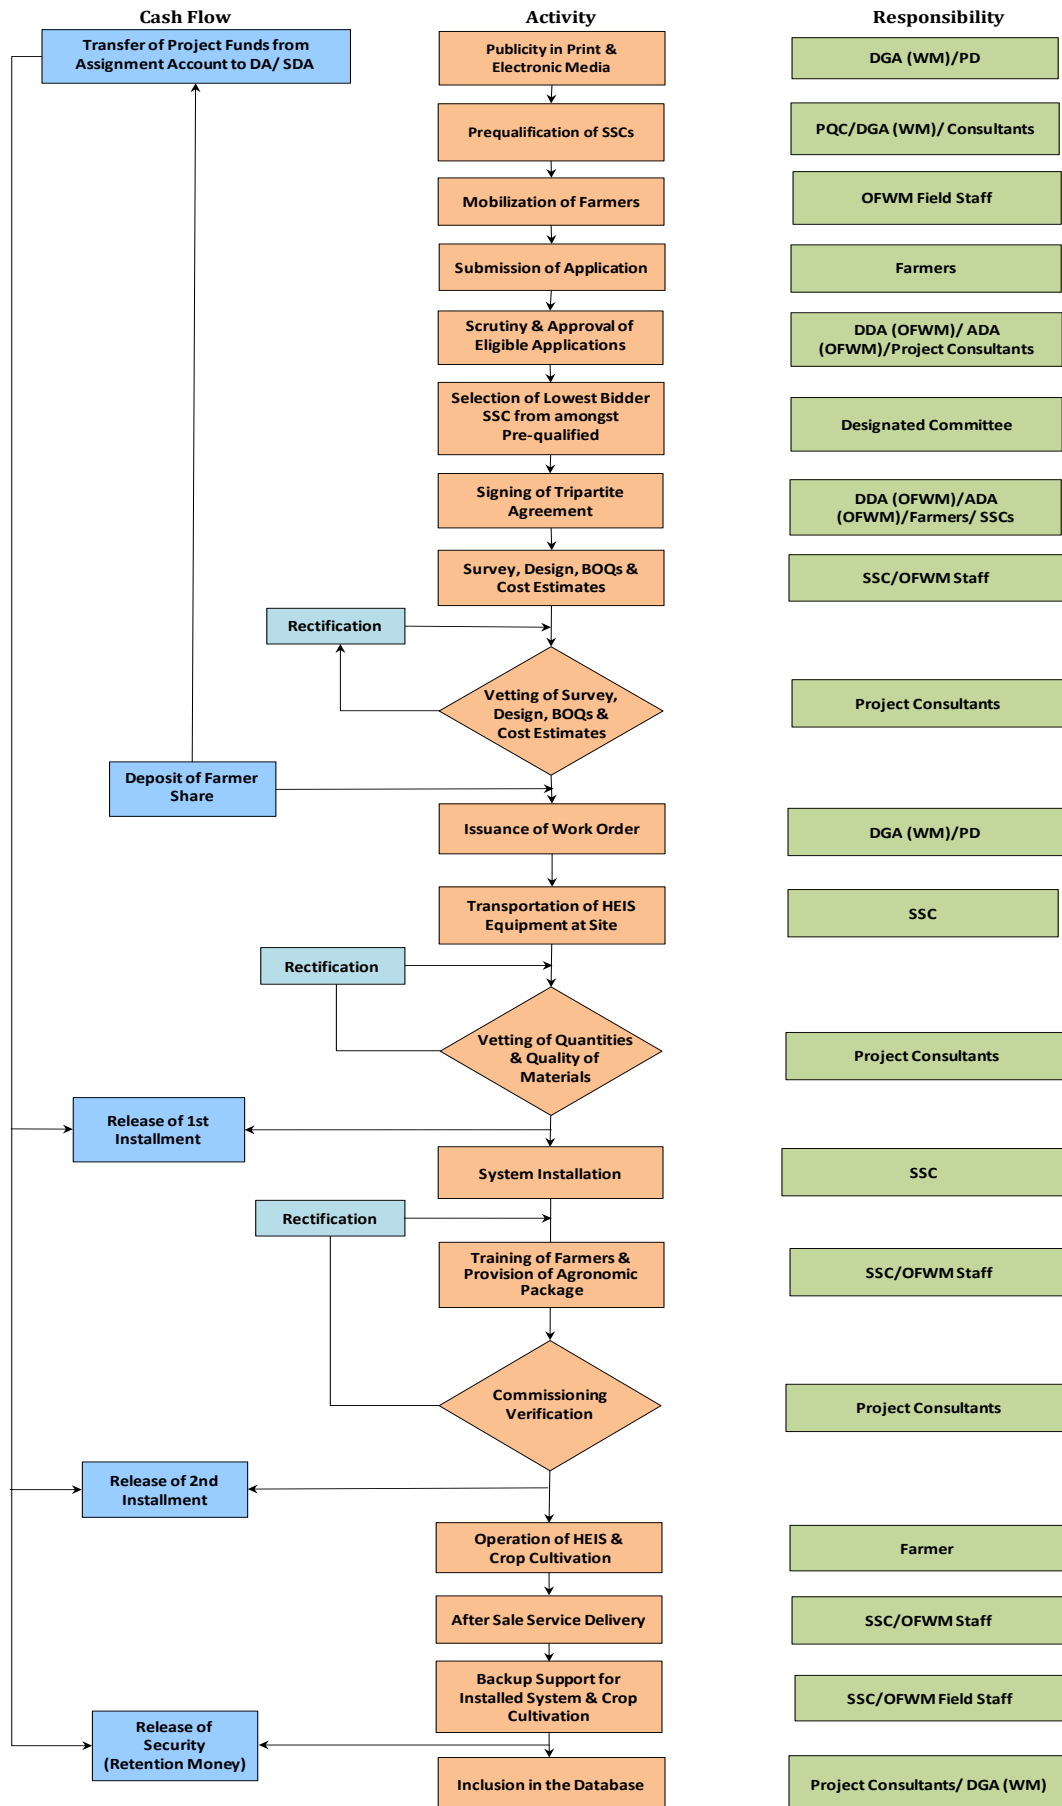 Cash Flow
Activity
Responsibility
Transfer of Project Funds from
Assignment Account to DA/ SDA
Publicity in Print &
Electronic Media
DGA (WM)/PD
Prequalification of SSCs
PQC/DGA (WM)/ Consultants
Mobilization of Farmers
OFWM Field Staff
Submission of Application
Farmers
Scrutiny & Approval of
Eligible Applications
DDA (OFWM)/ ADA
(OFWM)/Project Consultants
Selection of Lowest Bidder
SSC from amongst
Pre-qualified
Designated Committee
Signing of Tripartite
Agreement
DDA (OFWM)/ADA
(OFWM)/Farmers/ SSCs
Survey, Design, BOQs &
Cost Estimates
SSC/OFWM Staff
Rectification
Vetting of Survey,
Design, BOQs &
Cost Estimates
Project Consultants
Deposit of Farmer
Share
Issuance of Work Order
DGA (WM)/PD
Transportation of HEIS
Equipment at Site
SSC
Rectification
Vetting of Quantities
& Quality of
Materials
Project Consultants
Release of 1st
Installment
System Installation
SSC
Rectification
Training of Farmers &
Provision of Agronomic
Package
SSC/OFWM Staff
Commissioning
Verification
Project Consultants
Release of 2nd
Installment
Operation of HEIS &
Crop Cultivation
Farmer
After Sale Service Delivery
SSC/OFWM Staff
Backup Support for
Installed System & Crop
Cultivation
SSC/OFWM Field Staff
Release of
Security
(Retention Money)
Inclusion in the Database
Project Consultants/ DGA (WM)